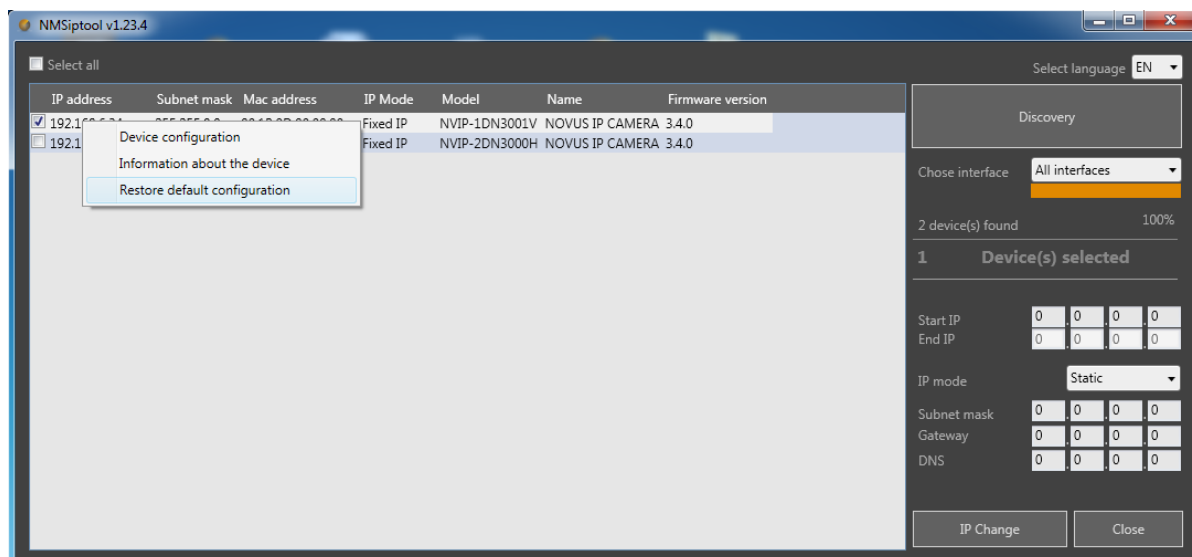 NMSiptool v1.23.4
Select all
Select language EN
IP address Subnet mask Mac address IP Mode Model Name Firmware version
Fixed IP NVIP-1DN3001V NOVUS IP CAMERA 3.4.0
192.1 Fixed IP NVIP-2DN3000H NOVUS IP CAMERA 3.4.0
Device configuration
Information about the device
Restore default configuration
Discovery
Chose interface All interfaces
2 device(s) found 100%
1 Device(s) selected
Start IP 0 . 0 . 0 . 0
End IP 0 . 0 . 0 . 0
IP mode Static
Subnet mask 0 . 0 . 0 . 0
Gateway 0 . 0 . 0 . 0
DNS 0 . 0 . 0 . 0
IP Change Close